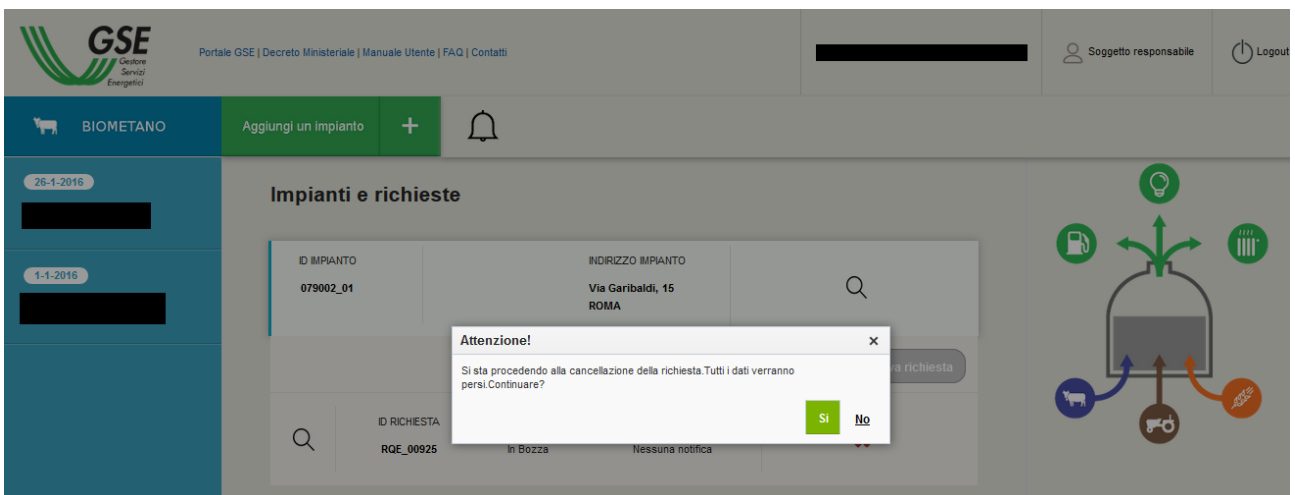 GSE
Gestore
Servizi
Energetici
Portale GSE | Decreto Ministeriale | Manuale Utente | FAQ | Contatti
Soggetto responsabile
Logout
BIOMETANO
Aggiungi un impianto +
26-1-2016
1-1-2016
Impianti e richieste
ID IMPIANTO
079002_01
INDIRIZZO IMPIANTO
Via Garibaldi, 15
ROMA
Attenzione!
Si sta procedendo alla cancellazione della richiesta.Tutti i dati verranno
persi.Continuare?
Si No
richiesta
ID RICHIESTA
RQE_00925
In Bozza
Nessuna notifica